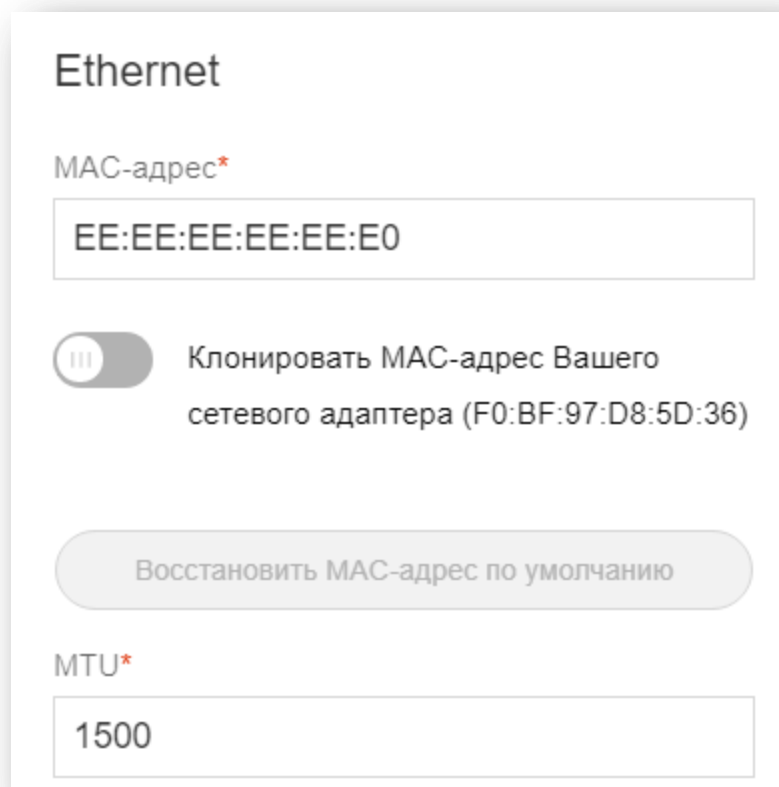 Ethernet
MAC-адрес*
EE:EE:EE:EE:EE:E0
Клонировать MAC-адрес Вашего
сетевого адаптера (F0:BF:97:D8:5D:36)
Восстановить MAC-адрес по умолчанию
MTU*
1500